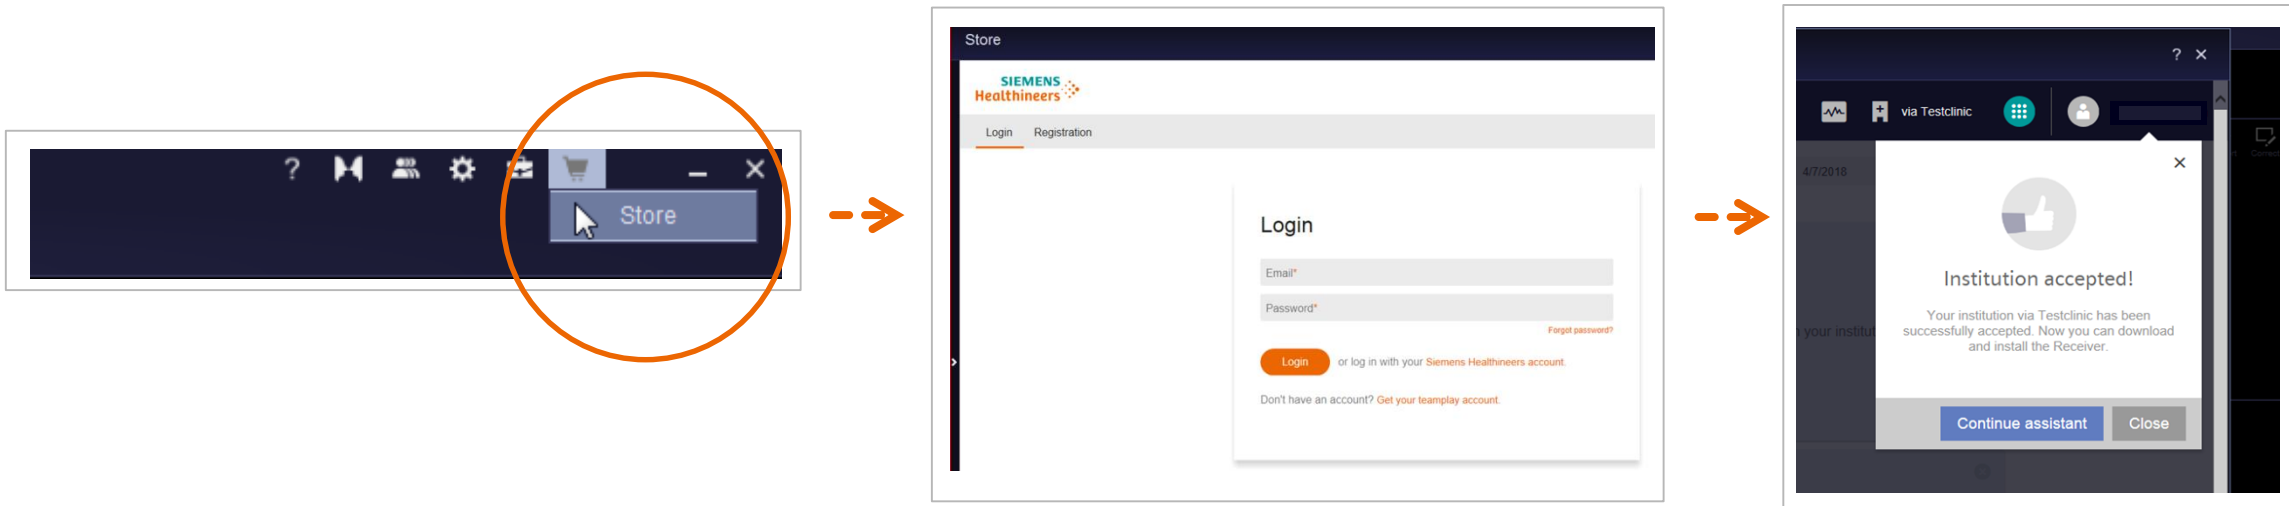 ?
Store
Store
SIEMENS
Healthineers
Login Registration
Login
Email*
Password*
Forgot password?
Login or log in with your Siemens Healthineers account.
Don't have an account? Get your teamplay account.
?
via Testclinic
4/7/2018
Institution accepted!
Your institution via Testclinic has been
successfully accepted. Now you can download
and install the Receiver.
your institut
Continue assistant Close